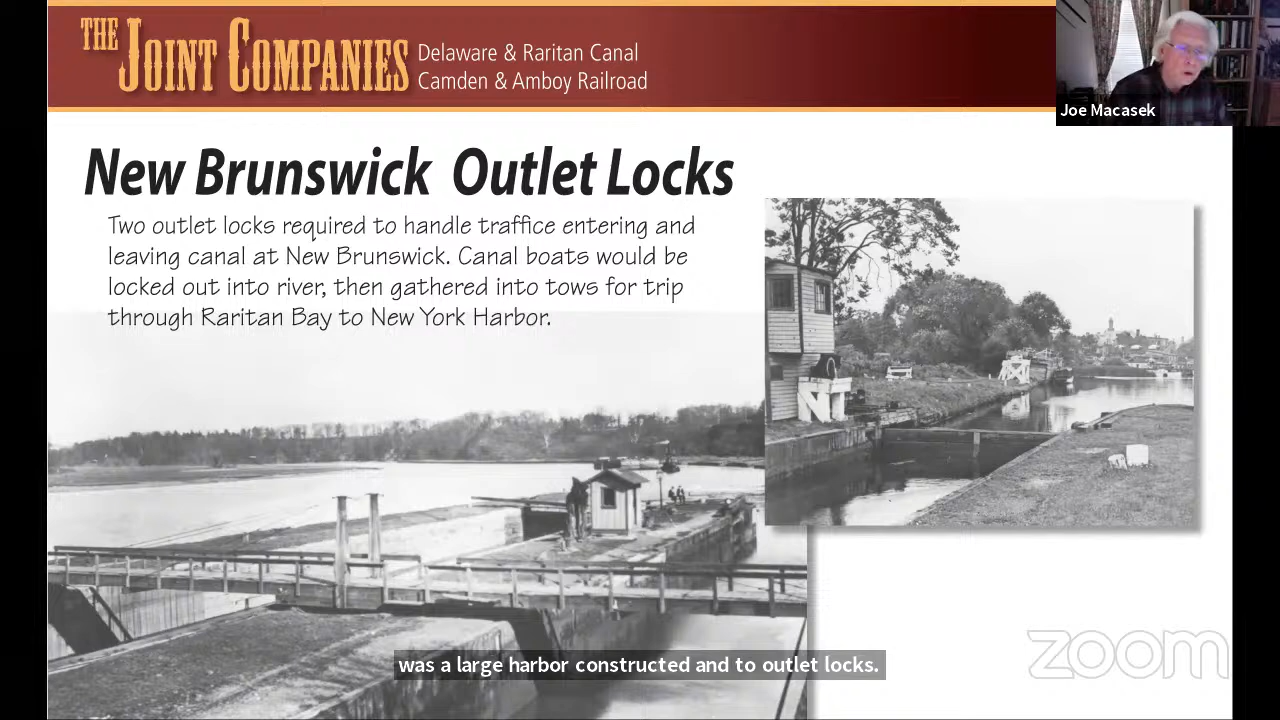 THE JOINT COMPANIES
Delaware & Raritan Canal
Camden & Amboy Railroad
Joe Macasek
New Brunswick Outlet Locks
Two outlet locks required to handle traffice entering and
leaving canal at New Brunswick. Canal boats would be
locked out into river, then gathered into tows for trip
through Raritan Bay to New York Harbor.
was a large harbor constructed and to outlet locks.
zoom